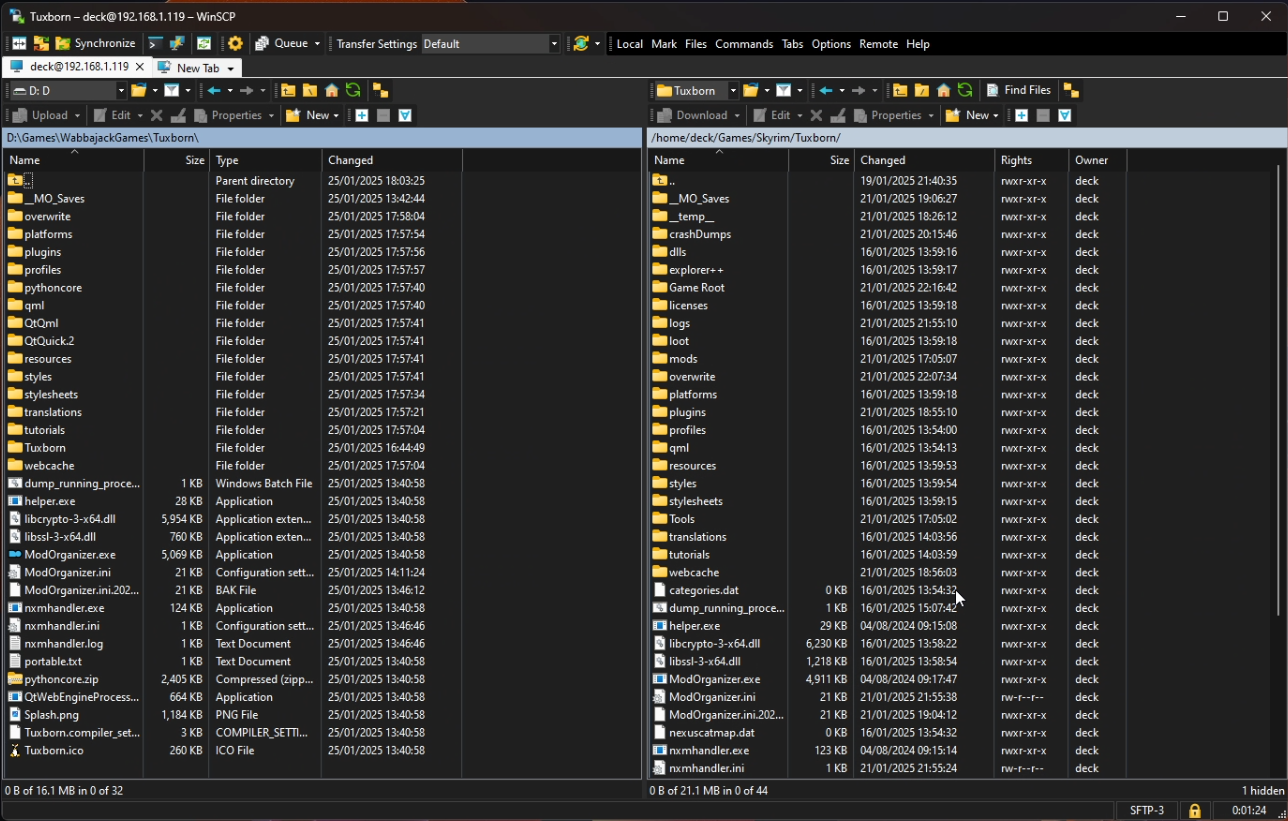 Tuxborn – deck@192.168.1.119 – WinSCP
Synchronize Queue Transfer Settings Default Local Mark Files Commands Tabs Options Remote Help
deck@192.168.1.119 New Tab
D: D
Tuxborn Find Files
Upload Edit Properties New
Download Edit Properties New
D:\Games\WabbajackGames\Tuxborn\
/home/deck/Games/Skyrim/Tuxborn/
Name Size Type Changed
.. Parent directory 25/01/2025 18:03:25
__MO_Saves File folder 25/01/2025 13:42:44
overwrite File folder 25/01/2025 17:58:04
platforms File folder 25/01/2025 17:57:54
plugins File folder 25/01/2025 17:57:56
profiles File folder 25/01/2025 17:57:57
pythoncore File folder 25/01/2025 17:57:40
qml File folder 25/01/2025 17:57:40
QtQml File folder 25/01/2025 17:57:41
QtQuick.2 File folder 25/01/2025 17:57:41
resources File folder 25/01/2025 17:57:41
styles File folder 25/01/2025 17:57:41
stylesheets File folder 25/01/2025 17:57:34
translations File folder 25/01/2025 17:57:21
tutorials File folder 25/01/2025 17:57:04
Tuxborn File folder 25/01/2025 16:44:49
webcache File folder 25/01/2025 17:57:04
dump_running_proce... 1 KB Windows Batch File 25/01/2025 13:40:58
helper.exe 28 KB Application 25/01/2025 13:40:58
libcrypto-3-x64.dll 5,954 KB Application exten... 25/01/2025 13:40:58
libssl-3-x64.dll 760 KB Application exten... 25/01/2025 13:40:58
ModOrganizer.exe 5,069 KB Application 25/01/2025 13:40:58
ModOrganizer.ini 21 KB Configuration sett... 25/01/2025 14:11:24
ModOrganizer.ini.202... 21 KB BAK File 25/01/2025 13:46:12
nxmhandler.exe 124 KB Application 25/01/2025 13:40:58
nxmhandler.ini 1 KB Configuration sett... 25/01/2025 13:46:46
nxmhandler.log 1 KB Text Document 25/01/2025 13:46:46
portable.txt 1 KB Text Document 25/01/2025 13:40:58
pythoncore.zip 2,405 KB Compressed (zipp... 25/01/2025 13:40:58
QtWebEngineProcess... 664 KB Application 25/01/2025 13:40:58
Splash.png 1,184 KB PNG File 25/01/2025 13:40:58
Tuxborn.compiler_set... 3 KB COMPILER_SETTI... 25/01/2025 13:40:58
Tuxborn.ico 260 KB ICO File 25/01/2025 13:40:58
0 B of 16.1 MB in 0 of 32
Name Size Changed Rights Owner
.. 19/01/2025 21:40:35 rwxr-xr-x deck
__MO_Saves 21/01/2025 19:06:27 rwxr-xr-x deck
__temp__ 21/01/2025 18:26:12 rwxr-xr-x deck
crashDumps 21/01/2025 20:15:46 rwxr-xr-x deck
dlls 16/01/2025 13:59:16 rwxr-xr-x deck
explorer++ 16/01/2025 13:59:17 rwxr-xr-x deck
Game Root 21/01/2025 22:16:42 rwxr-xr-x deck
licenses 16/01/2025 13:59:18 rwxr-xr-x deck
logs 21/01/2025 21:55:10 rwxr-xr-x deck
loot 16/01/2025 13:59:18 rwxr-xr-x deck
mods 21/01/2025 17:05:07 rwxr-xr-x deck
overwrite 21/01/2025 22:07:34 rwxr-xr-x deck
platforms 16/01/2025 13:59:18 rwxr-xr-x deck
plugins 21/01/2025 18:55:10 rwxr-xr-x deck
profiles 16/01/2025 13:54:00 rwxr-xr-x deck
qml 16/01/2025 13:54:13 rwxr-xr-x deck
resources 16/01/2025 13:59:53 rwxr-xr-x deck
styles 16/01/2025 13:59:54 rwxr-xr-x deck
stylesheets 16/01/2025 13:59:15 rwxr-xr-x deck
Tools 21/01/2025 17:05:02 rwxr-xr-x deck
translations 16/01/2025 14:03:56 rwxr-xr-x deck
tutorials 16/01/2025 14:03:59 rwxr-xr-x deck
webcache 21/01/2025 18:56:03 rwxr-xr-x deck
categories.dat 0 KB 16/01/2025 13:54:32 rwxr-xr-x deck
dump_running_proce... 1 KB 16/01/2025 15:07:42 rwxr-xr-x deck
helper.exe 29 KB 04/08/2024 09:15:08 rwxr-xr-x deck
libcrypto-3-x64.dll 6,230 KB 16/01/2025 13:58:22 rwxr-xr-x deck
libssl-3-x64.dll 1,218 KB 16/01/2025 13:58:54 rwxr-xr-x deck
ModOrganizer.exe 4,911 KB 04/08/2024 09:17:47 rwxr-xr-x deck
ModOrganizer.ini 21 KB 21/01/2025 21:55:38 rw-r--r-- deck
ModOrganizer.ini.202... 21 KB 21/01/2025 19:04:12 rwxr-xr-x deck
nexuscatmap.dat 0 KB 16/01/2025 13:54:32 rwxr-xr-x deck
nxmhandler.exe 123 KB 04/08/2024 09:15:14 rwxr-xr-x deck
nxmhandler.ini 1 KB 21/01/2025 21:55:24 rw-r--r-- deck
0 B of 21.1 MB in 0 of 44 1 hidden
SFTP-3 0:01:24